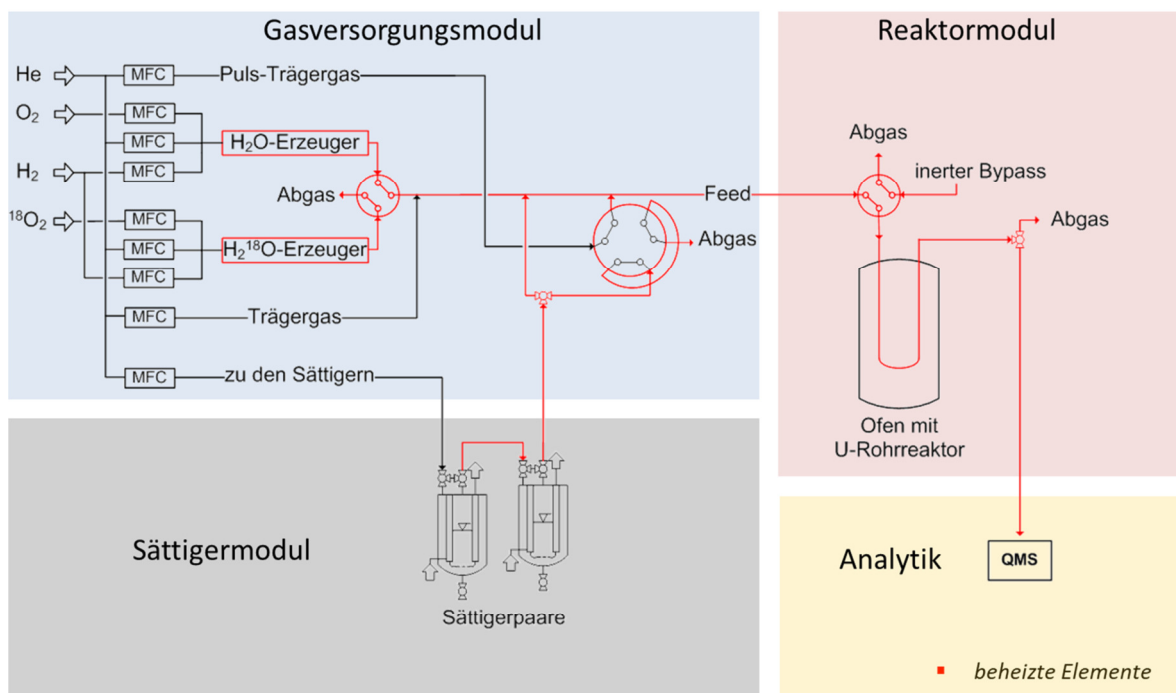 Gasversorgungsmodul
He
MFC
Puls-Trägergas
O₂
MFC
MFC
H₂O-Erzeuger
H₂
MFC
Abgas
¹⁸O₂
MFC
MFC
H₂¹⁸O-Erzeuger
MFC
Abgas
Feed
MFC
Trägergas
MFC
zu den Sättigern
Reaktormodul
Abgas
inerter Bypass
Abgas
Ofen mit
U-Rohrreaktor
Sättigermodul
Sättigerpaare
Analytik
QMS
beheizte Elemente